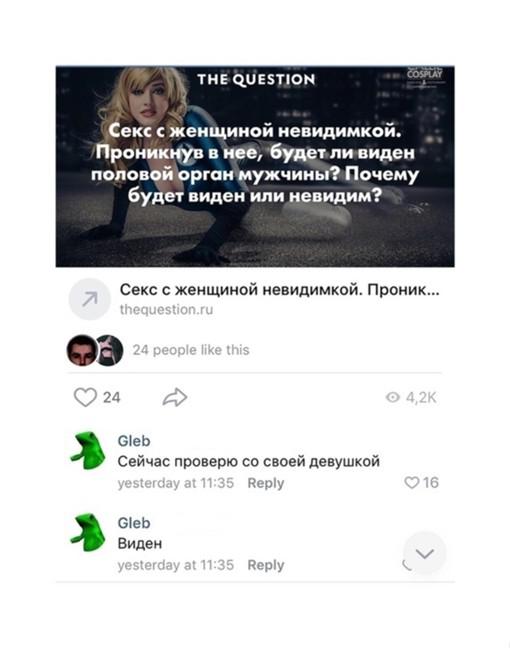 THE QUESTION
COSPLAY
Секс с женщиной невидимкой.
Проникнув в нее, будет ли виден
половой орган мужчины? Почему
будет виден или невидим?
Секс с женщиной невидимкой. Проник...
thequestion.ru
24 people like this
24
4,2K
Gleb
Сейчас проверю со своей девушкой
yesterday at 11:35 Reply
16
Gleb
Виден
yesterday at 11:35 Reply